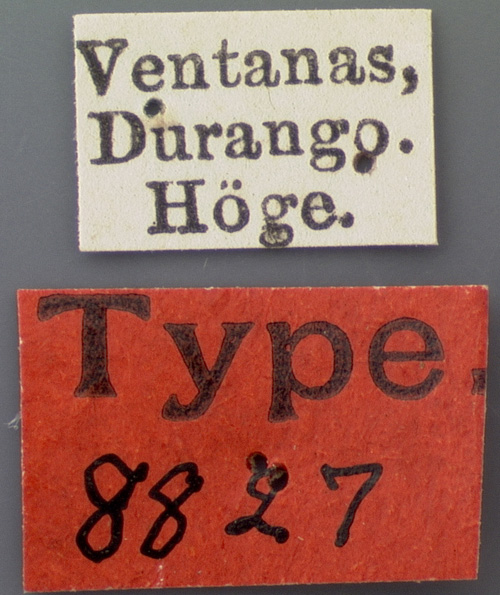 Ventanas,
Durango.
Höge.
Type.
8827